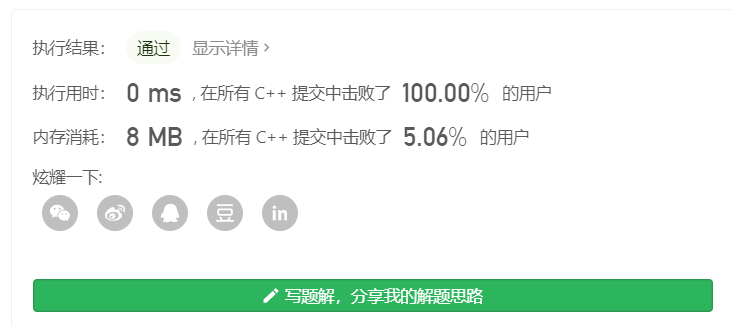 执行结果： 通过 显示详情 >
执行用时： 0 ms , 在所有 C++ 提交中击败了 100.00% 的用户
内存消耗： 8 MB , 在所有 C++ 提交中击败了 5.06% 的用户
炫耀一下:
豆 in
写题解，分享我的解题思路